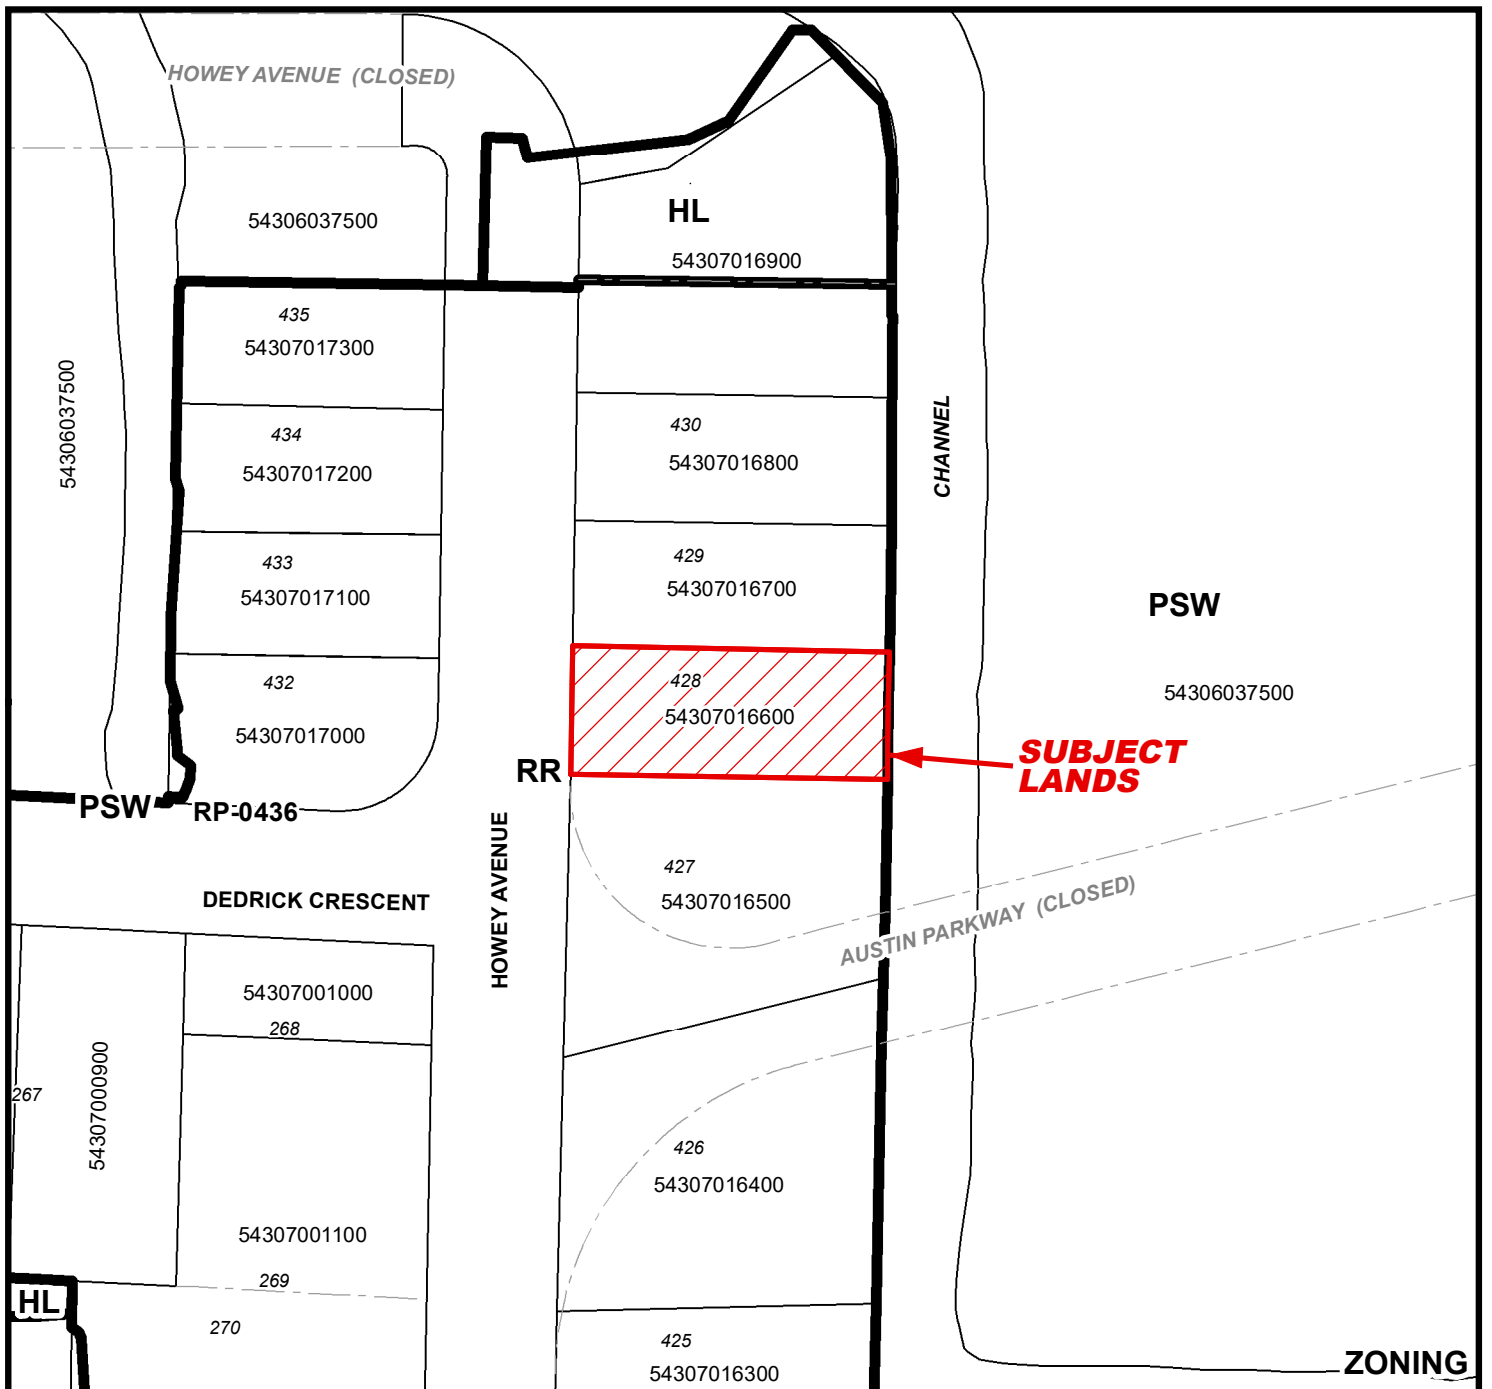 HOWEY AVENUE (CLOSED)
54306037500
HL
54307016900
435
54307017300
54306037500
434
54307017200
430
54307016800
CHANNEL
433
54307017100
429
54307016700
PSW
54306037500
432
54307017000
428
54307016600
RR
SUBJECT
LANDS
PSW
RP-0436
HOWEY AVENUE
427
54307016500
DEDRICK CRESCENT
AUSTIN PARKWAY (CLOSED)
54307001000
268
267
54307000900
426
54307016400
54307001100
269
HL
270
425
54307016300
ZONING